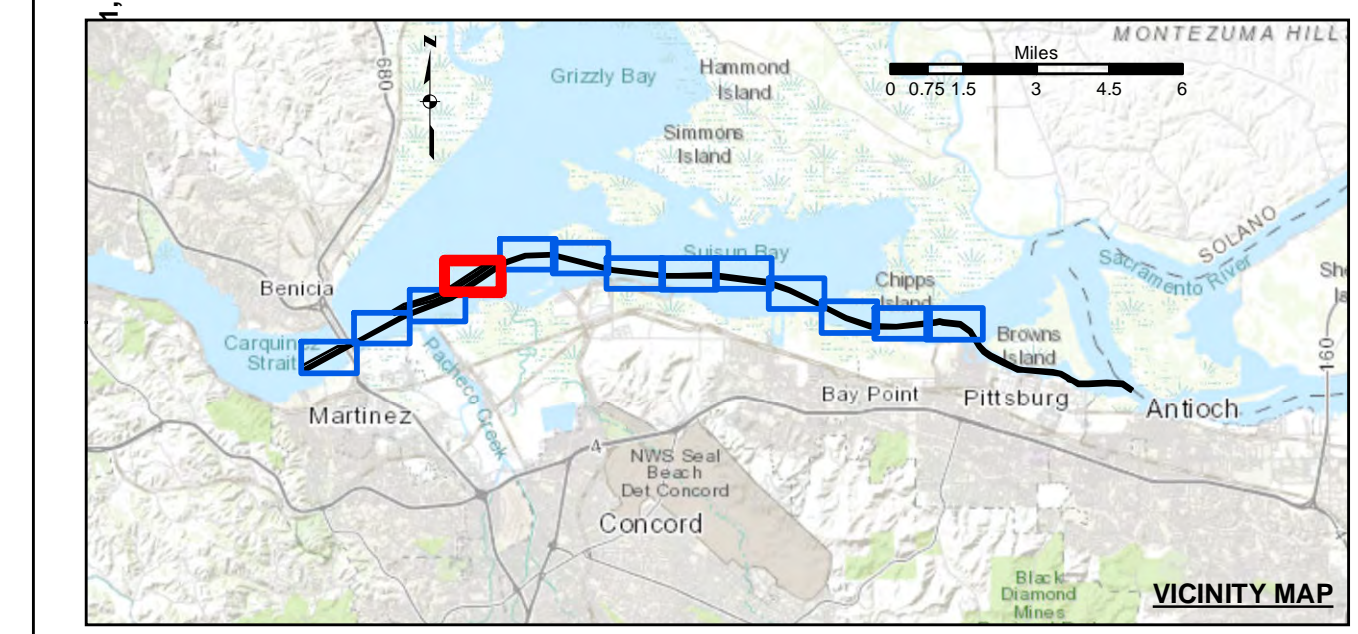 MONTEZUMA HILL
Miles
0 0.75 1.5 3 4.5 6
N
680
Grizzly Bay
Hammond
Island
Simmons
Island
SOLANO
Suisun Bay
Sacramento River
Benicia
Chipps
Island
Carquinez
Strait
Browns
Island
160
Pacheco Creek
Martinez
Bay Point
Pittsburg
Antioch
4
NWS Seal
Beach
Det Concord
Concord
Black
Diamond
Mines
VICINITY MAP